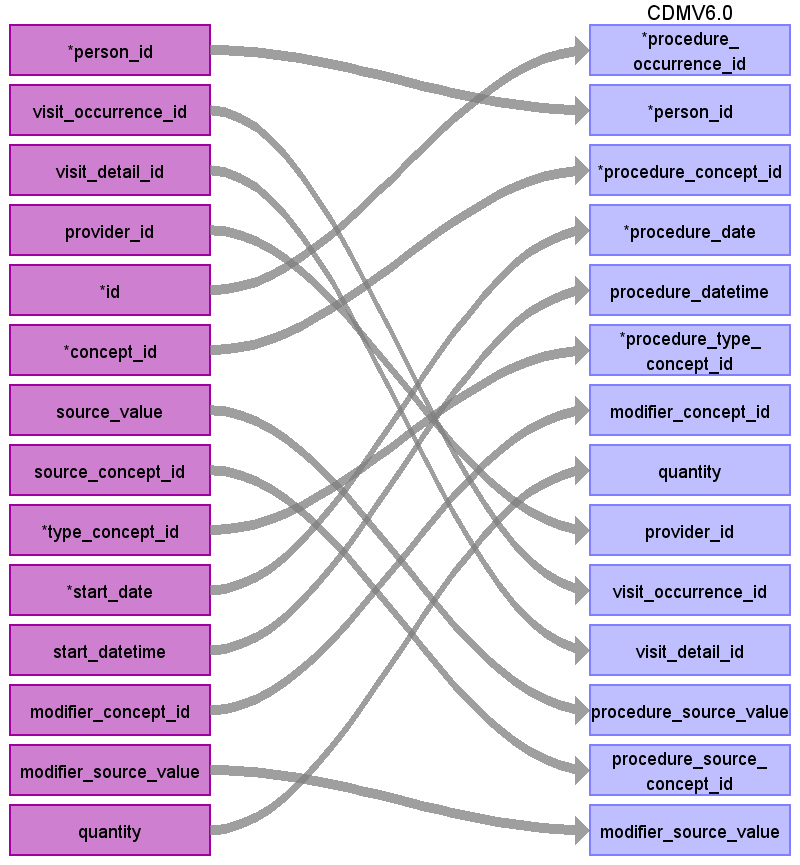 CDMV6.0
*person_id
visit_occurrence_id
visit_detail_id
provider_id
*id
*concept_id
source_value
source_concept_id
*type_concept_id
*start_date
start_datetime
modifier_concept_id
modifier_source_value
quantity
*procedure_
occurrence_id
*person_id
*procedure_concept_id
*procedure_date
procedure_datetime
*procedure_type_
concept_id
modifier_concept_id
quantity
provider_id
visit_occurrence_id
visit_detail_id
procedure_source_value
procedure_source_
concept_id
modifier_source_value